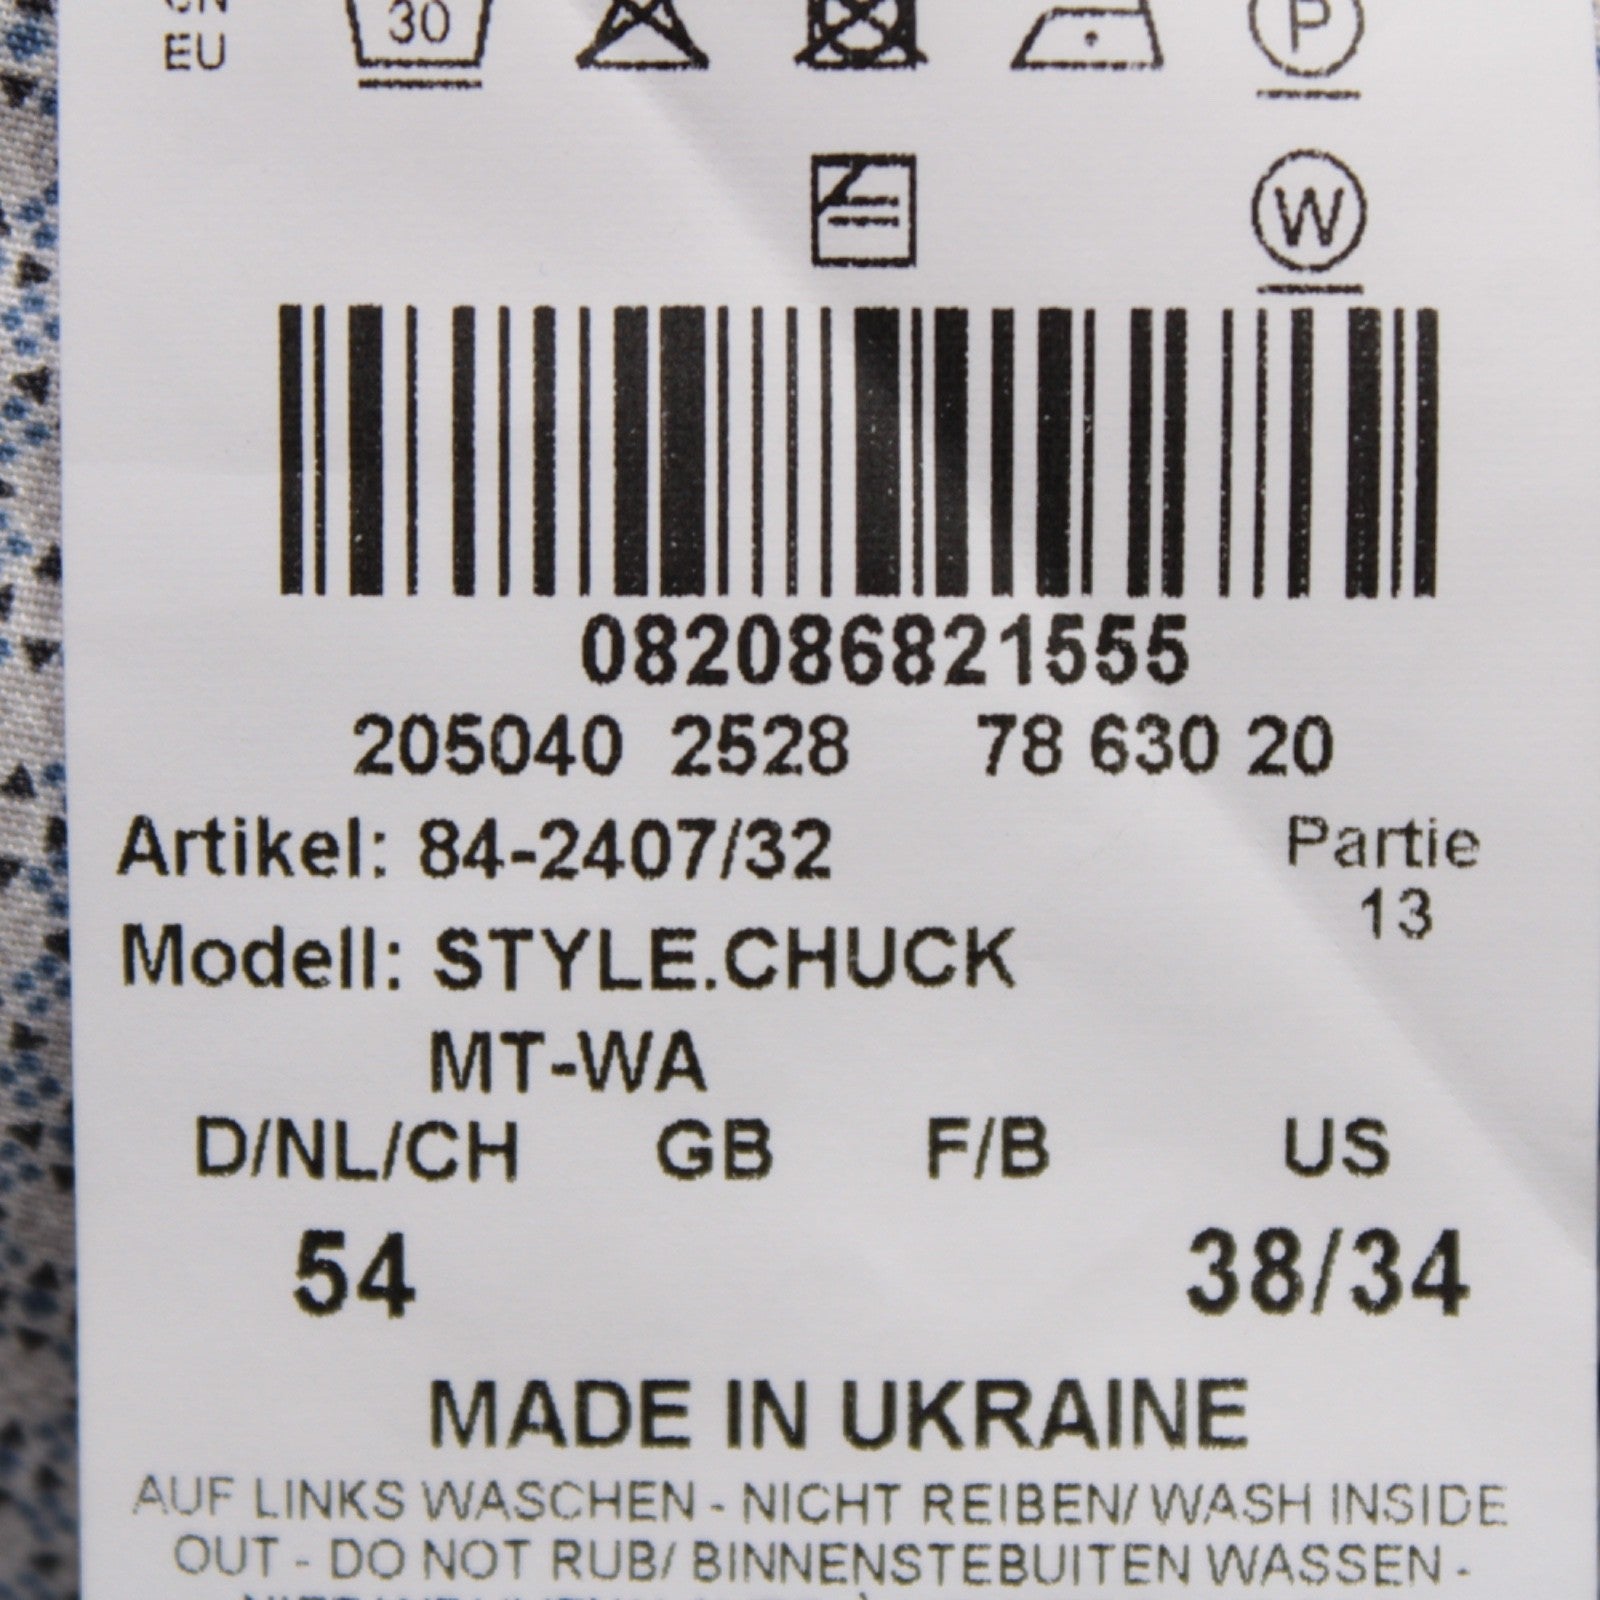 CN
EU
30
P
W
082086821555
205040 2528 78 630 20
Artikel: 84-2407/32
Partie
13
Modell: STYLE.CHUCK
MT-WA
D/NL/CH GB F/B US
54 38/34
MADE IN UKRAINE
AUF LINKS WASCHEN - NICHT REIBEN/ WASH INSIDE
OUT - DO NOT RUB/ BINNENSTEBUITEN WASSEN -